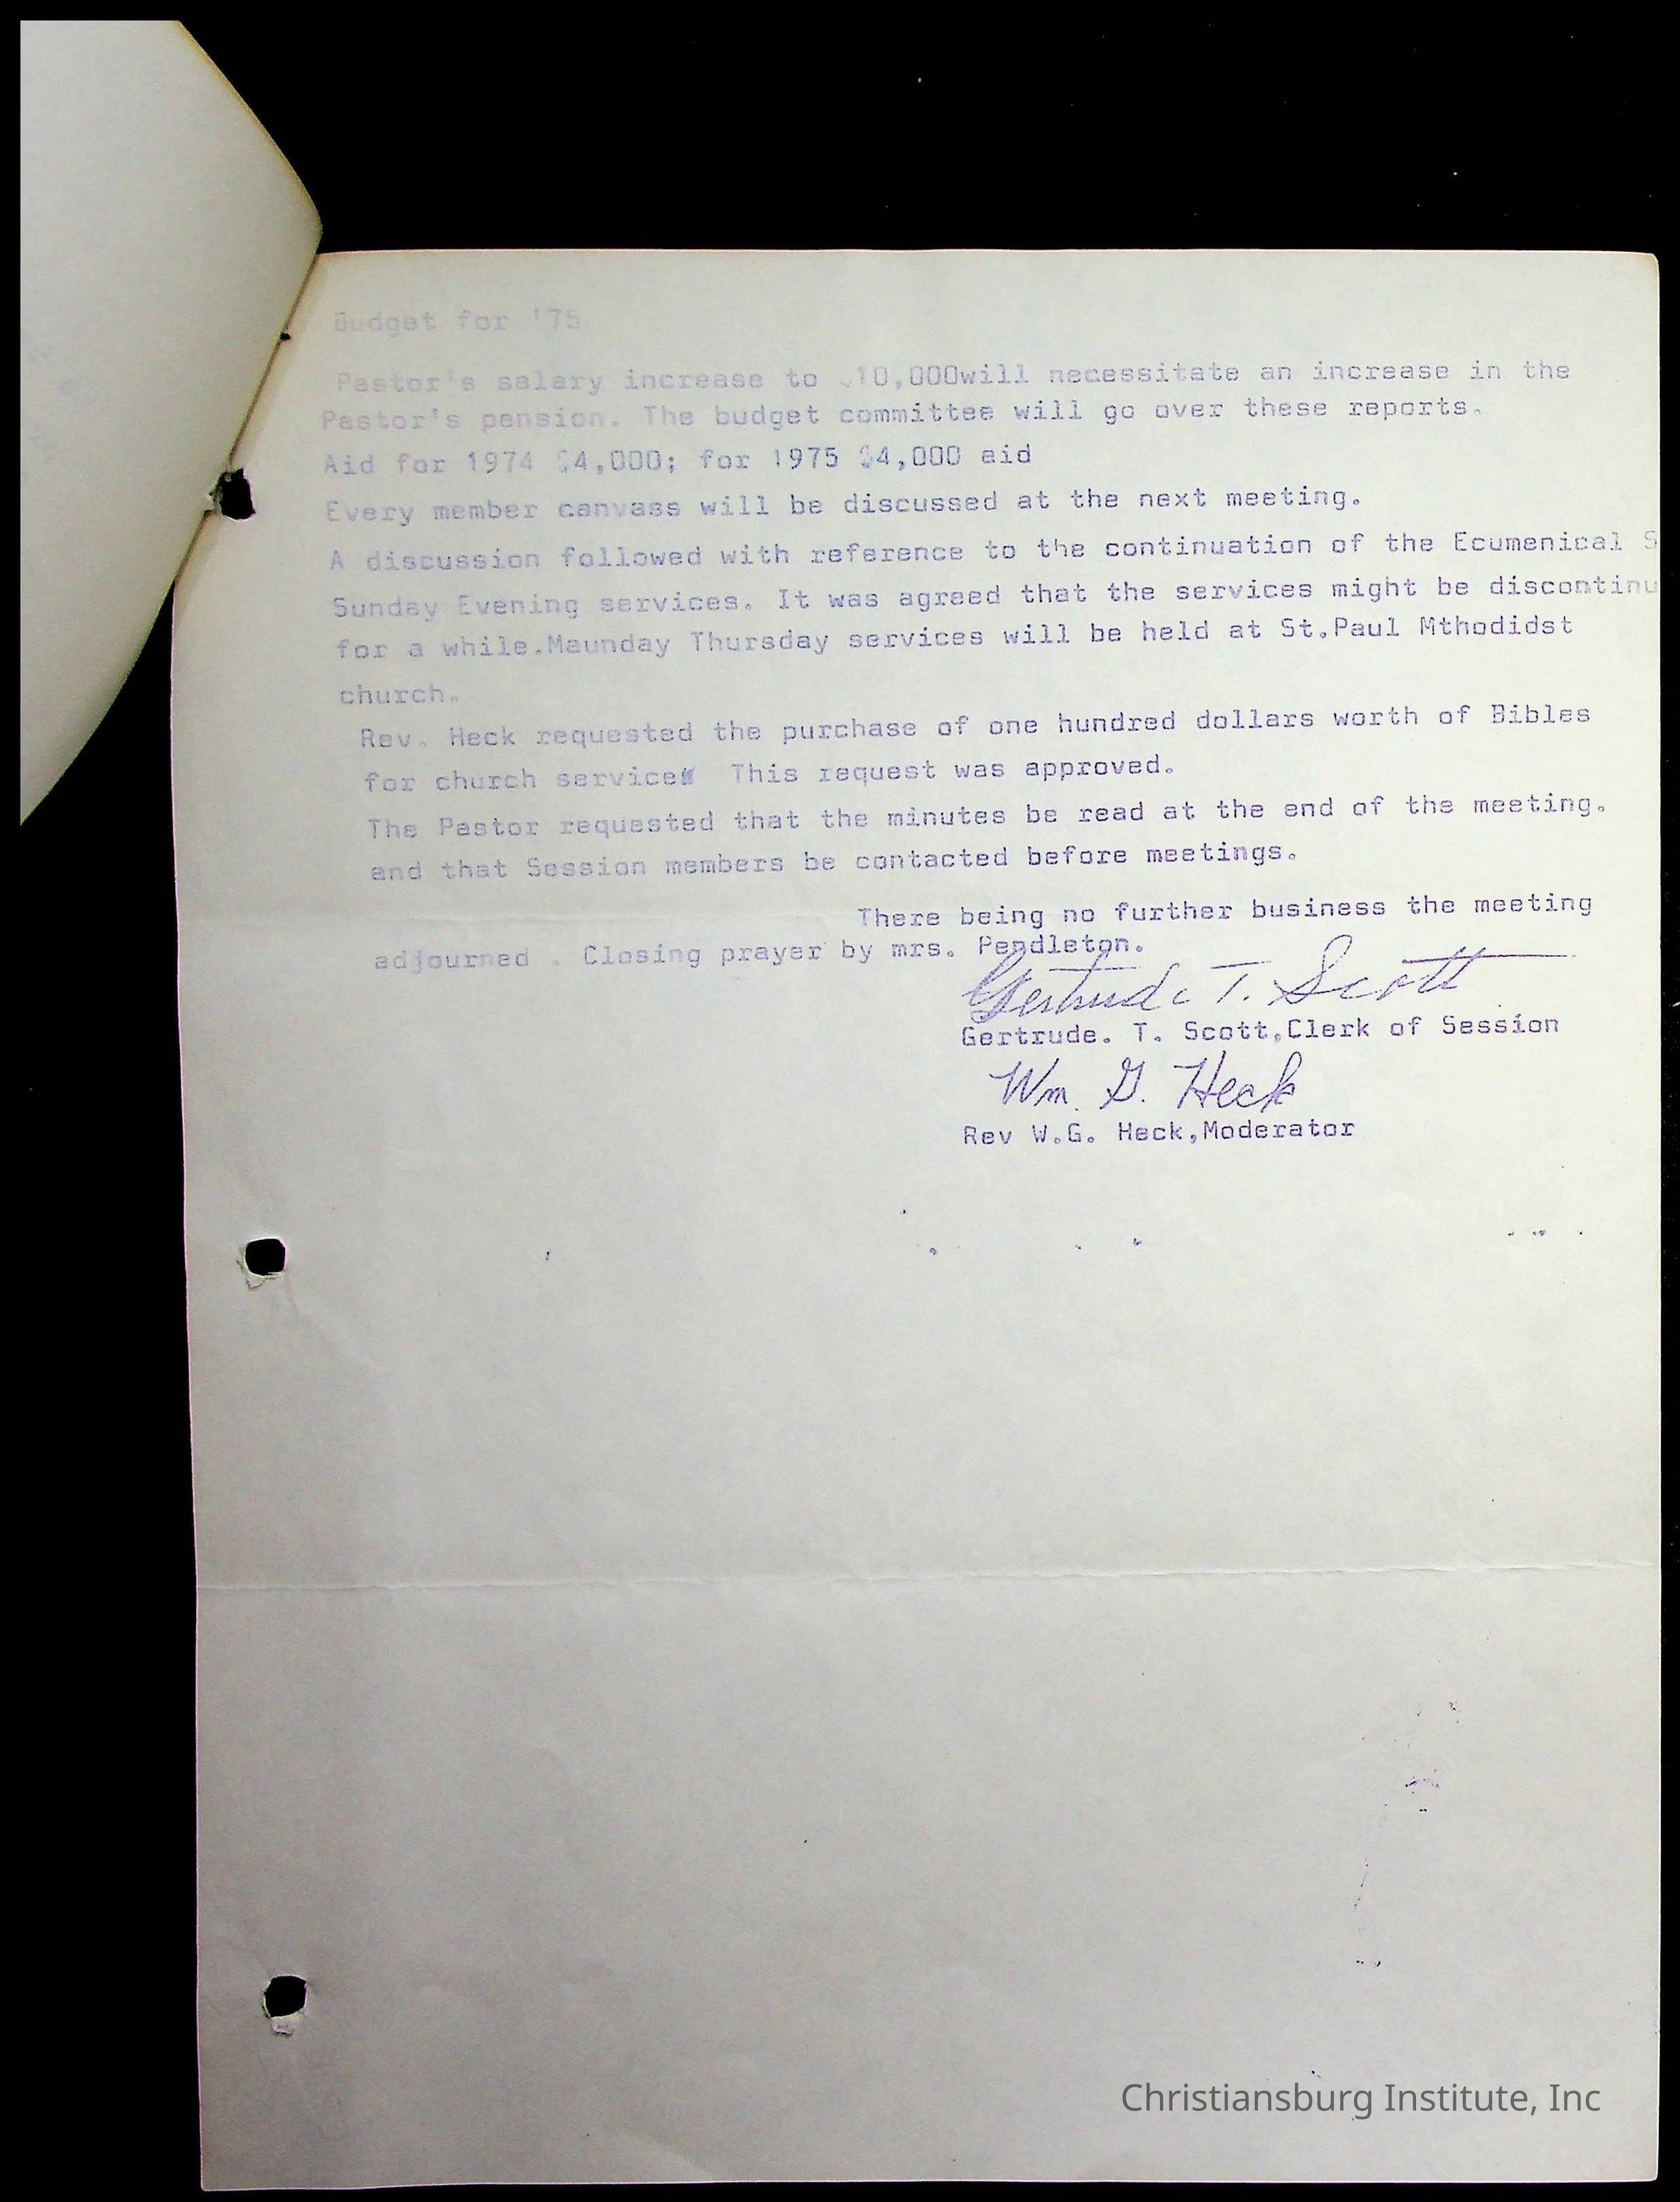 Budget for '75
Pastor's salary increase to $10,000will necessitate an increase in the
Pastor's pension. The budget committee will go over these reports.
Aid for 1974 $4,000; for 1975 $4,000 aid
Every member canvass will be discussed at the next meeting.
A discussion followed with reference to the continuation of the Ecumenical S
Sunday Evening services. It was agreed that the services might be discontinu
for a while.Maunday Thursday services will be held at St.Paul Mthodidst
church.
Rev. Heck requested the purchase of one hundred dollars worth of Bibles
for church service This request was approved.
The Pastor requested that the minutes be read at the end of the meeting.
and that Session members be contacted before meetings.
There being no further business the meeting
adjourned . Closing prayer by mrs. Pendleton.
Gertrude T. Scott
Gertrude. T. Scott,Clerk of Session
Wm. G. Heck
Rev W.G. Heck,Moderator
Christiansburg Institute, Inc